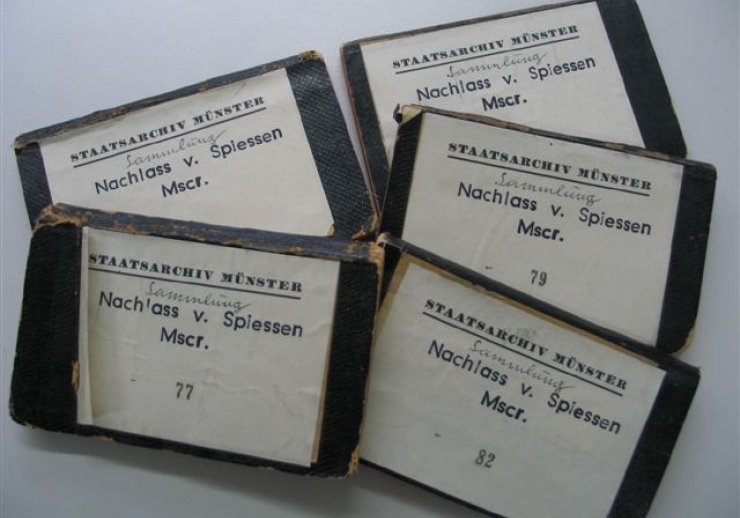 STAATSARCHIV MÜNSTER
Sammlung
Nachlass v. Spiessen
Mscr.
STAATSARCHIV MÜNSTER
Sammlung
Nachlass v. Spiessen
Mscr.
STAATSARCHIV MÜNSTER
Sammlung
Nachlass v. Spiessen
Mscr.
- 79
STAATSARCHIV MÜNSTER
Sammlung
Nachlass v. Spiessen
Mscr.
- 77
STAATSARCHIV MÜNSTER
Sammlung
Nachlass v. Spiessen
Mscr.
- 82